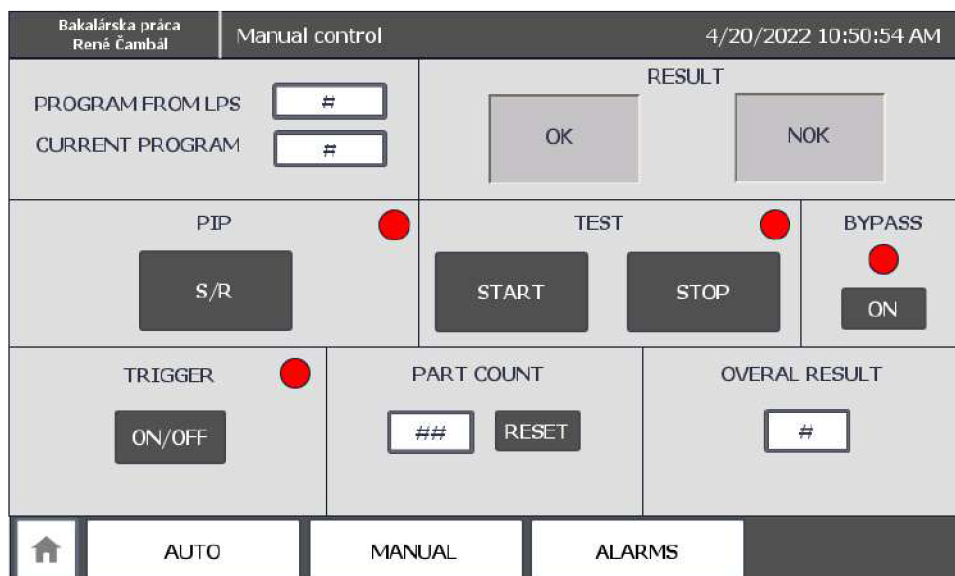 Bakalárska práca
René Čambál
Manual control
4/20/2022 10:50:54 AM
PROGRAM FROM LPS
#
CURRENT PROGRAM
#
RESULT
OK
NOK
PIP
S/R
TEST
START
STOP
BYPASS
ON
TRIGGER
ON/OFF
PART COUNT
##
RESET
OVERAL RESULT
#
AUTO
MANUAL
ALARMS